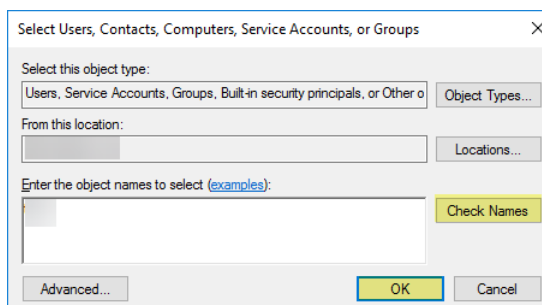 Select Users, Contacts, Computers, Service Accounts, or Groups
Select this object type:
Users, Service Accounts, Groups, Built-in security principals, or Other o
Object Types...
From this location:
Locations...
Enter the object names to select (examples):
Check Names
Advanced...
OK
Cancel